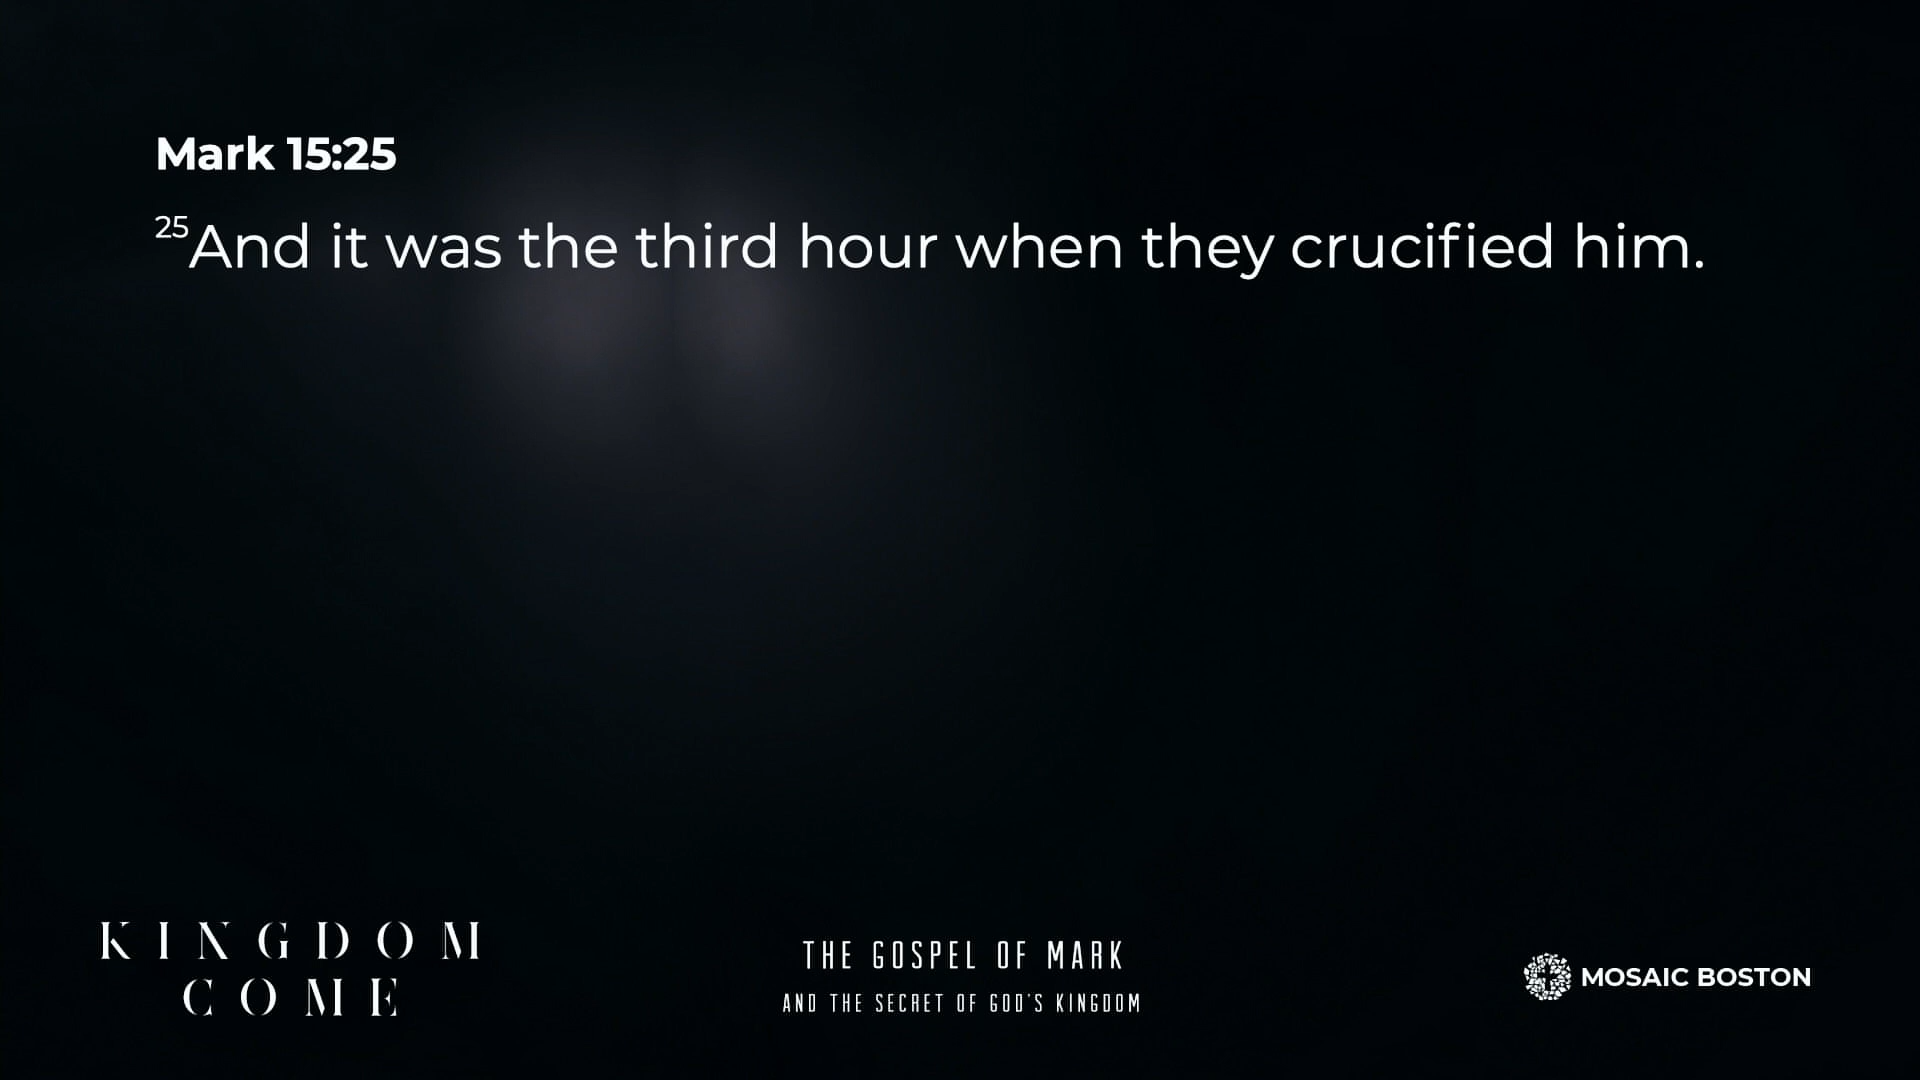 Mark 15:25
25And it was the third hour when they crucified him.
KINGDOM
COME
THE GOSPEL OF MARK
AND THE SECRET OF GOD'S KINGDOM
MOSAIC BOSTON